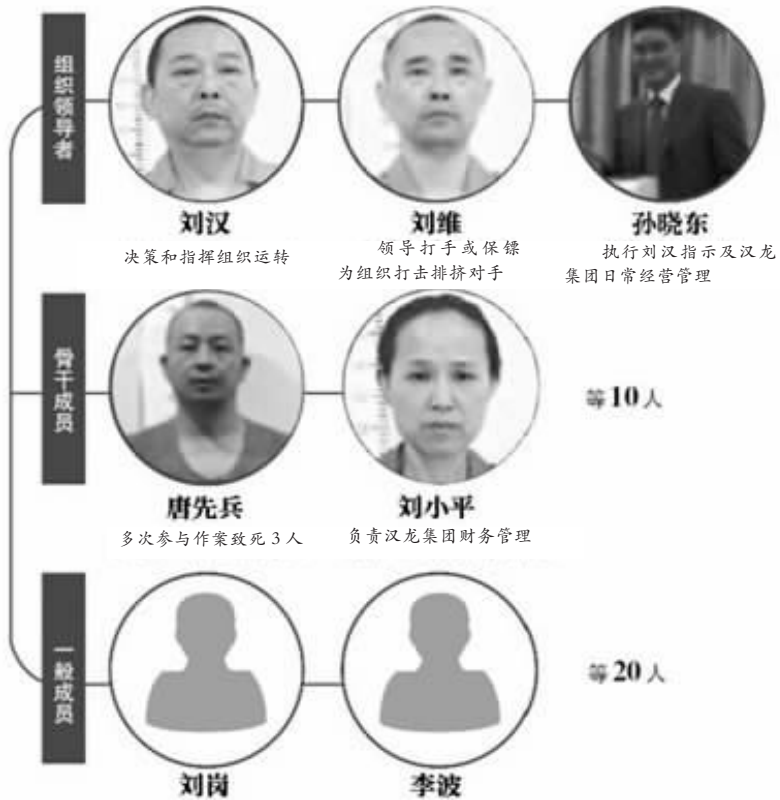 组织领导者
刘汉
刘维
孙晓东
决策和指挥组织运转
领导打手或保镖
为组织打击排挤对手
执行刘汉指示及汉龙
集团日常经营管理
骨干成员
等10人
唐先兵
刘小平
多次参与作案致死3人
负责汉龙集团财务管理
一般成员
等20人
刘岗
李波